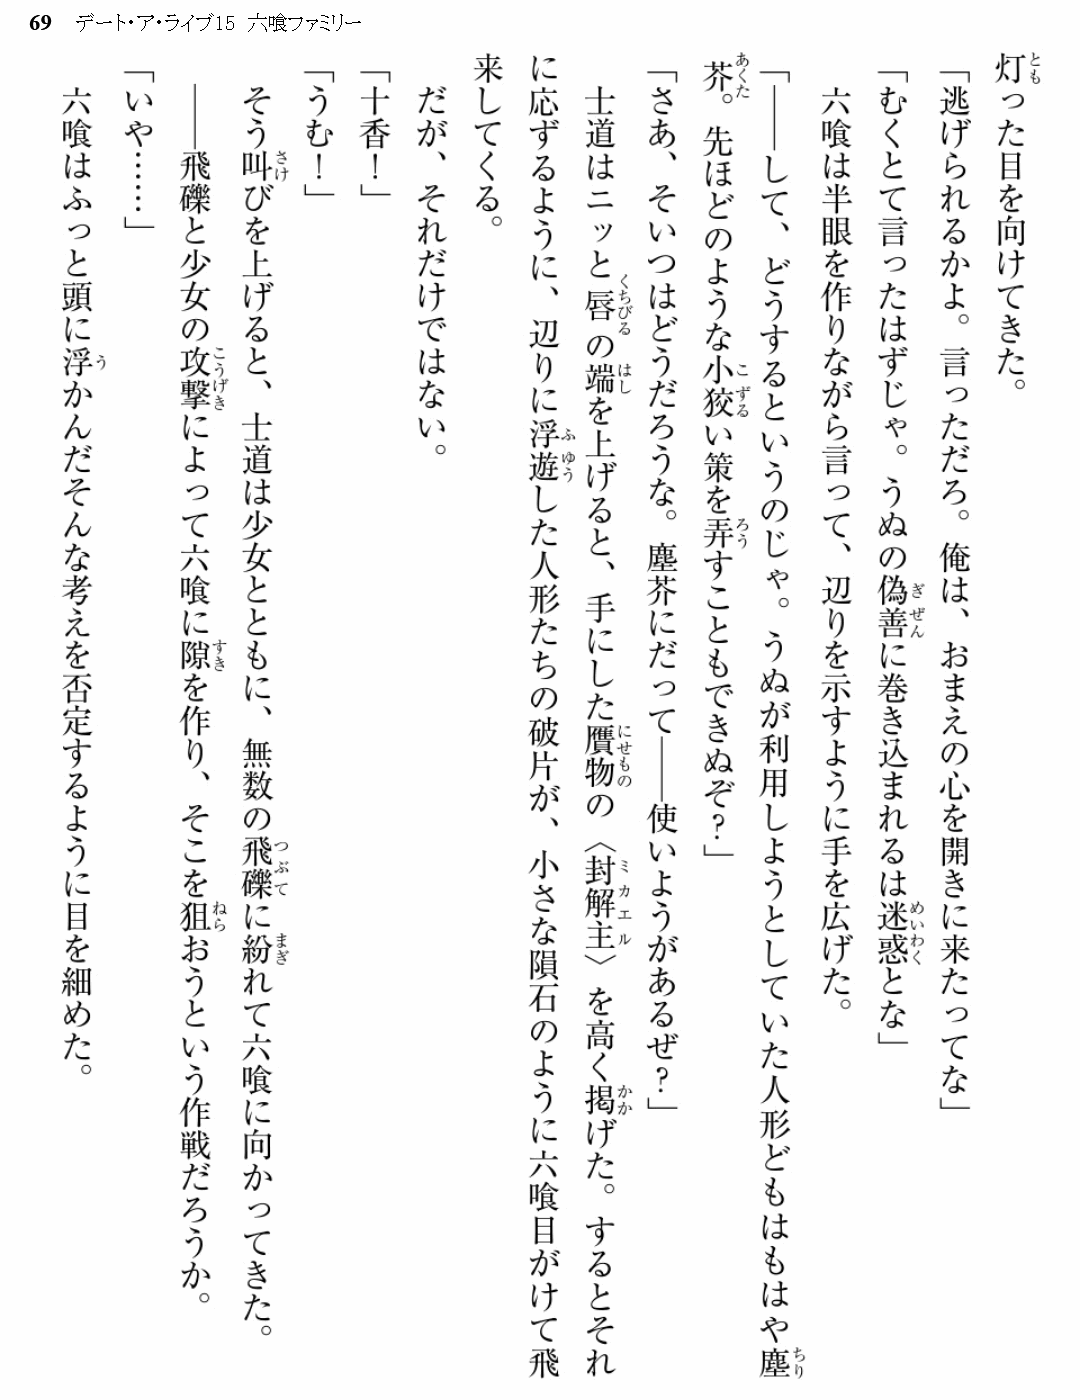 69 デート・ア・ライブ15 六喰ファミリー
灯った目を向けてきた。
「逃げられるかよ。言っただろ。俺は、おまえの心を開きに来たってな」
「むくとて言ったはずじゃ。うぬの偽善に巻き込まれるは迷惑とな」
六喰は半眼を作りながら言って、辺りを示すように手を広げた。
「――して、どうするというのじゃ。うぬが利用しようとしていた人形どもはもはや塵
芥。先ほどのような小狡い策を弄すこともできぬぞ?」
「さあ、そいつはどうだろうな。塵芥にだって――使いようがあるぜ?」
士道はニッと唇の端を上げると、手にした贋物の〈封解主〉を高く掲げた。するとそれ
に応ずるように、辺りに浮遊した人形たちの破片が、小さな隕石のように六喰目がけて飛
来してくる。
だが、それだけではない。
「十香!」
「うむ!」
そう叫びを上げると、士道は少女とともに、無数の飛礫に紛れて六喰に向かってきた。
――飛礫と少女の攻撃によって六喰に隙を作り、そこを狙おうという作戦だろうか。
「いや……」
六喰はふっと頭に浮かんだそんな考えを否定するように目を細めた。